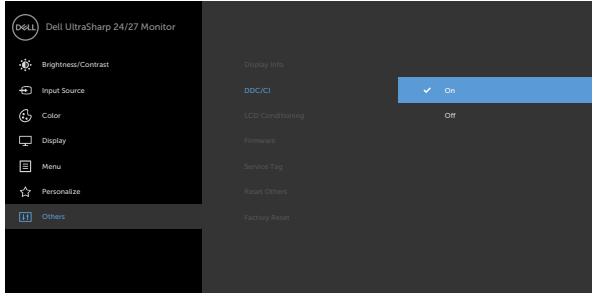 DELL
Dell UltraSharp 24/27 Monitor
Brightness/Contrast
Display Info
Input Source
DDC/CI
On
Color
LCD Conditioning
Off
Display
Firmware
Menu
Service Tag
Personalize
Reset Others
Others
Factory Reset